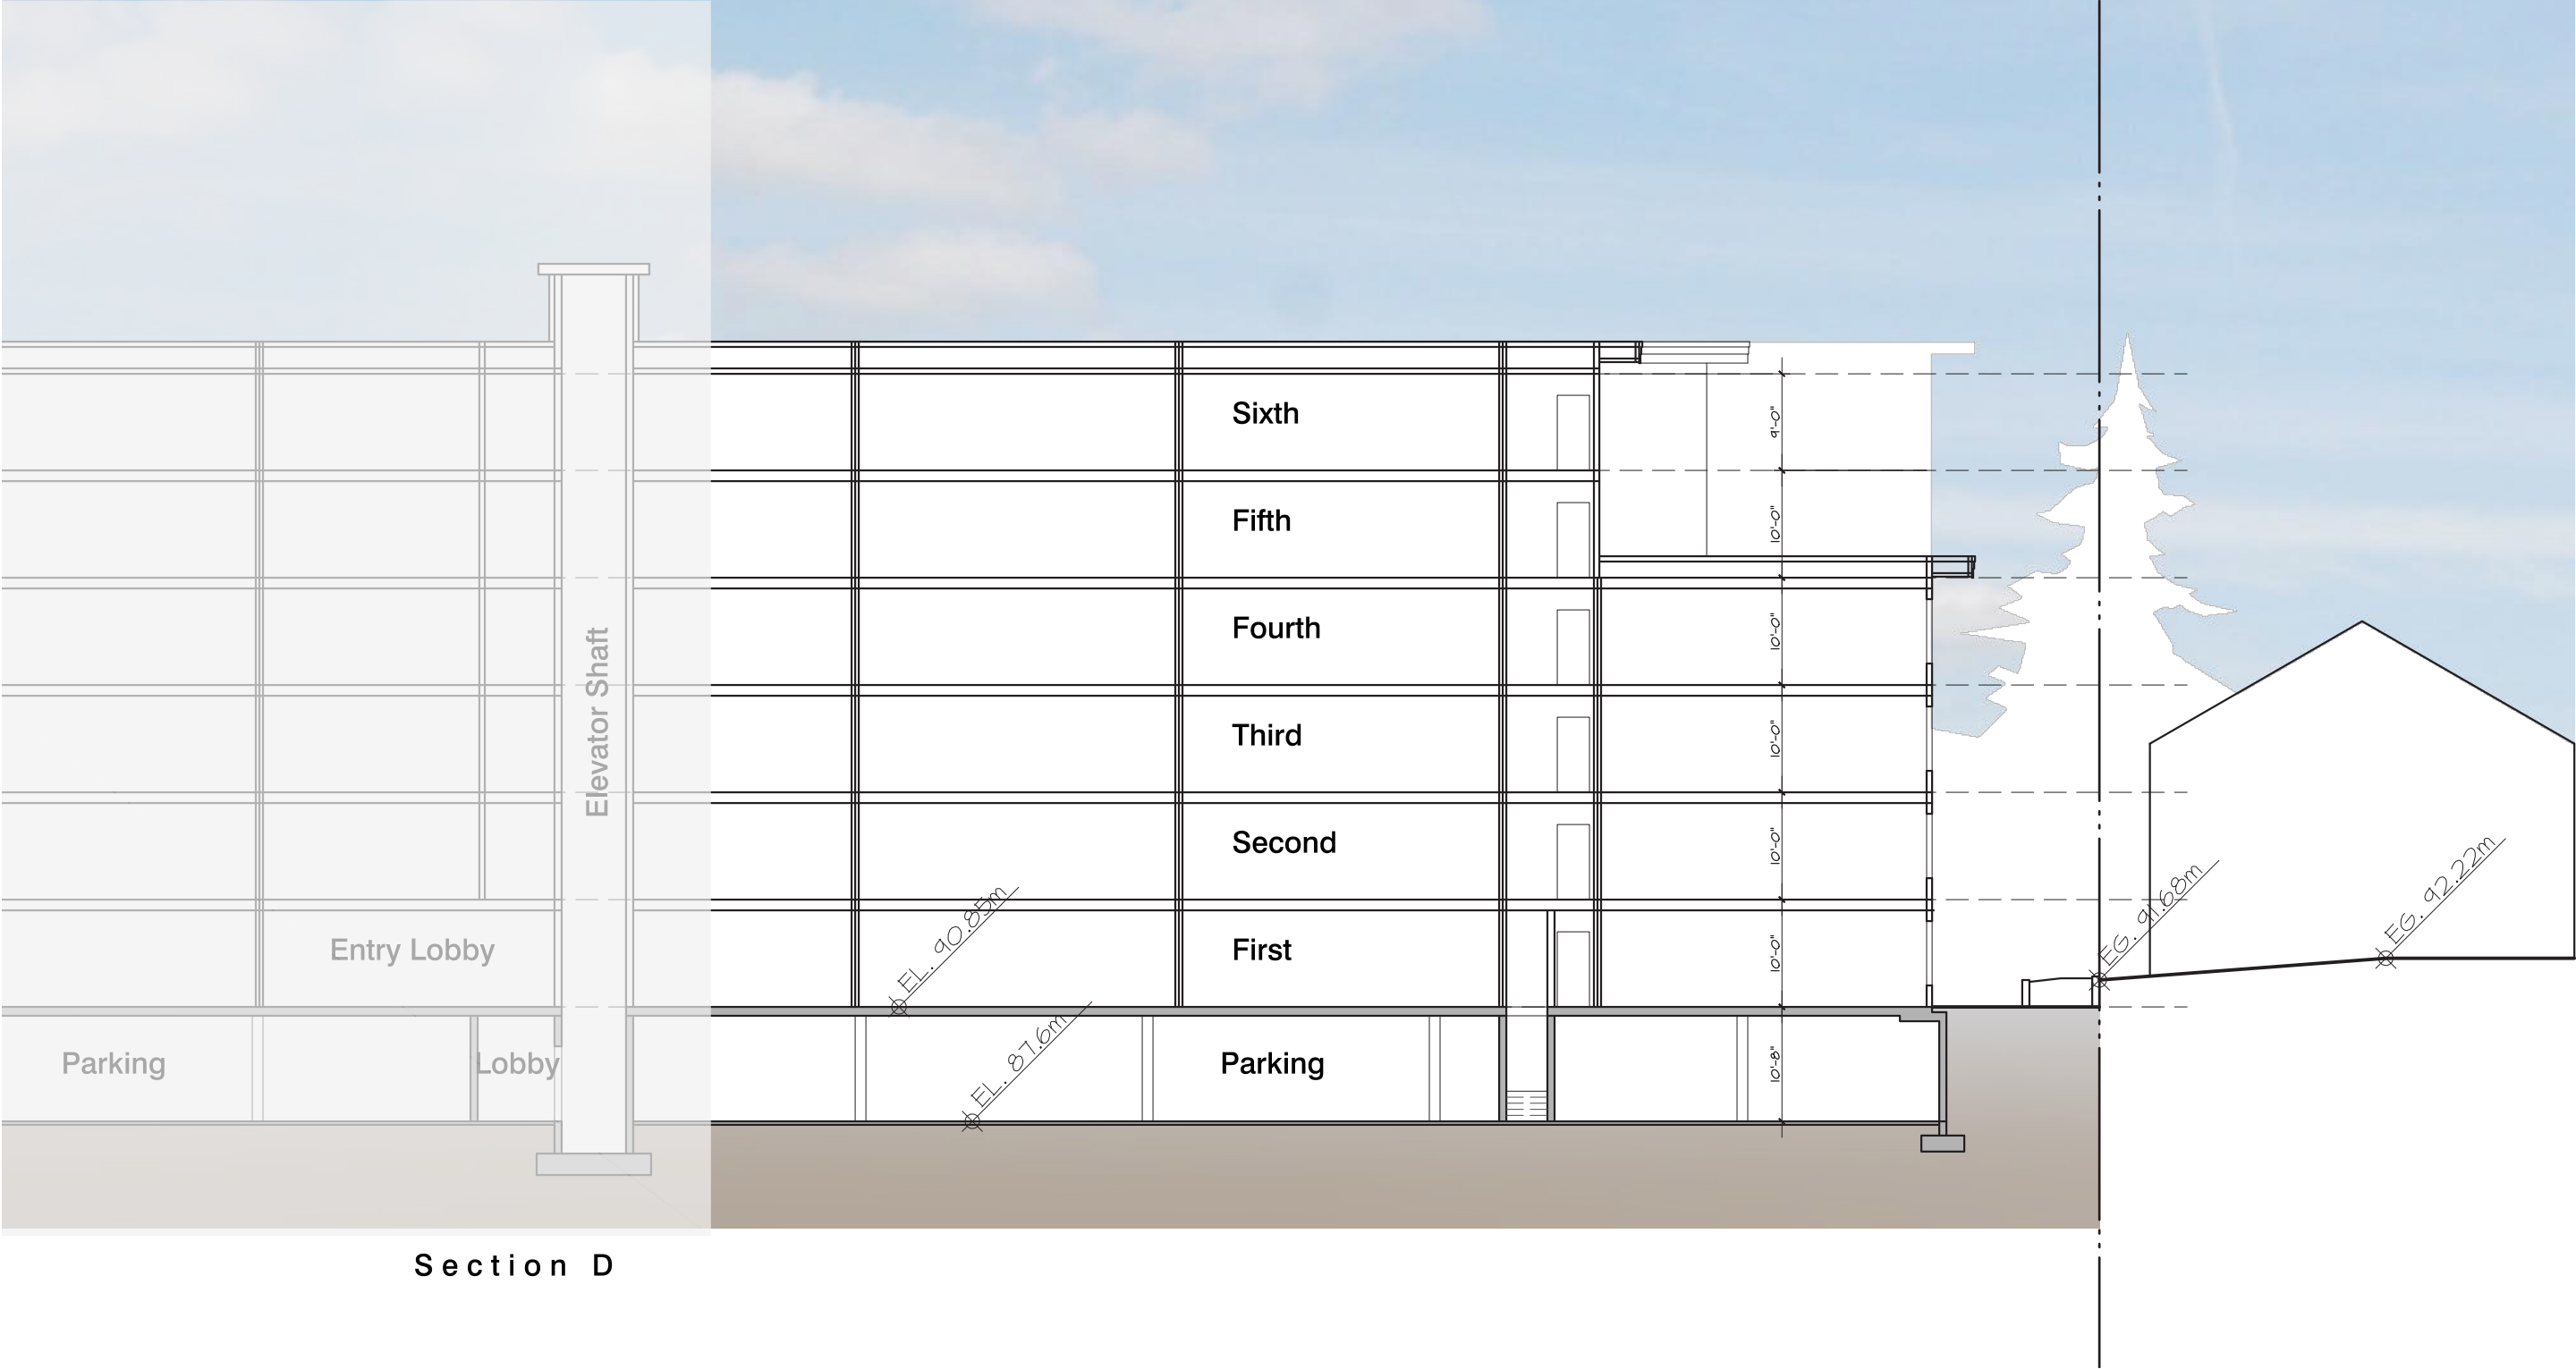 Sixth
9'-0"
Fifth
10'-0"
Fourth
10'-0"
Elevator Shaft
Third
10'-0"
Second
10'-0"
EL. 90.85m
EG. 91.68m
EG. 92.22m
Entry Lobby
First
10'-0"
EL. 87.6m
Parking
Lobby
Parking
10'-8"
Section D